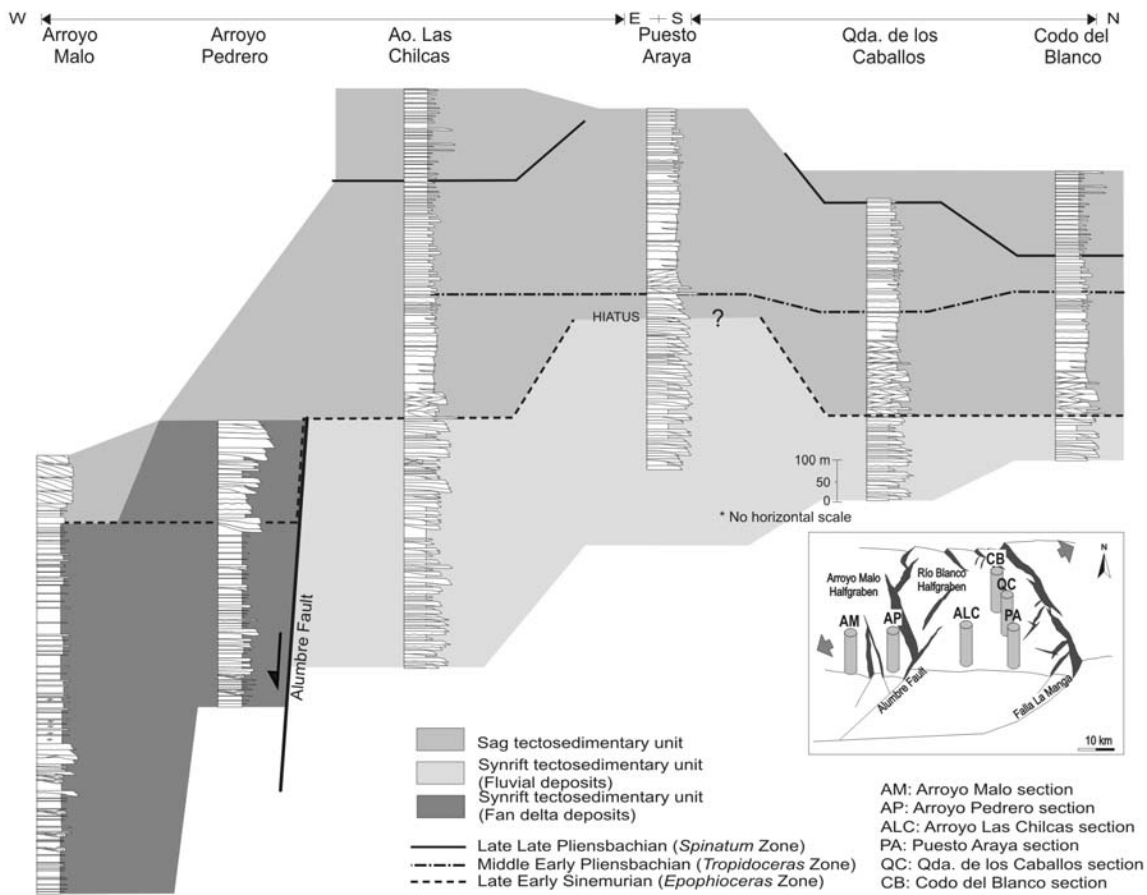 W E S N
Arroyo Malo
Arroyo Pedrero
Ao. Las Chilcas
Puesto Araya
Qda. de los Caballos
Codo del Blanco
HIATUS
?
100 m
50
0
* No horizontal scale
Alumbre Fault
N
CB
Arroyo Malo
Halfgraben
Río Blanco
Halfgraben
QC
AM
AP
ALC
PA
Alumbre Fault
Falla La Manga
10 km
Sag tectosedimentary unit
Synrift tectosedimentary unit
(Fluvial deposits)
Synrift tectosedimentary unit
(Fan delta deposits)
Late Late Pliensbachian (Spinatum Zone)
Middle Early Pliensbachian (Tropidoceras Zone)
Late Early Sinemurian (Epophioceras Zone)
AM: Arroyo Malo section
AP: Arroyo Pedrero section
ALC: Arroyo Las Chilcas section
PA: Puesto Araya section
QC: Qda. de los Caballos section
CB: Codo del Blanco section